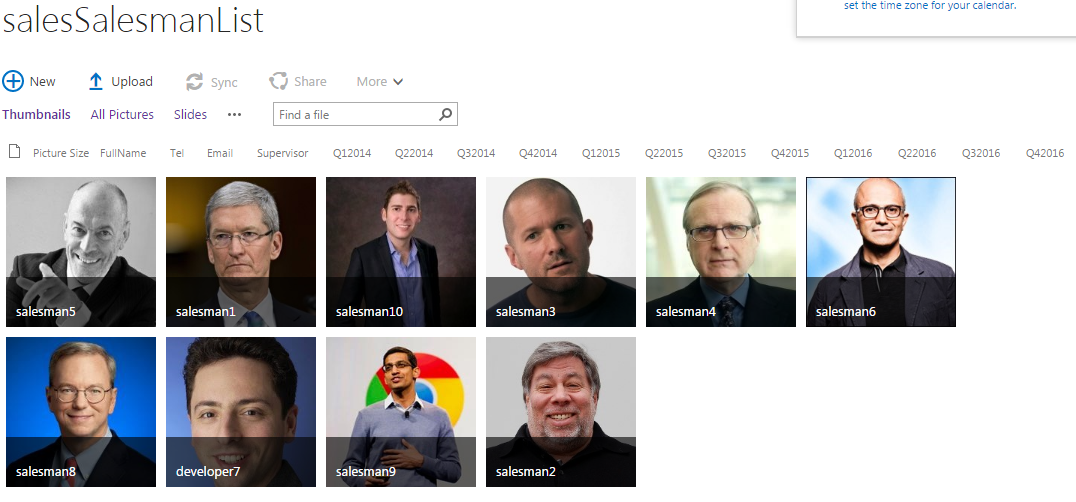 set the time zone for your calendar.
salesSalesmanList
New Upload Sync Share More
Thumbnails All Pictures Slides ••• Find a file
Picture Size FullName Tel Email Supervisor Q12014 Q22014 Q32014 Q42014 Q12015 Q22015 Q32015 Q42015 Q12016 Q22016 Q32016 Q42016
salesman5 salesman1 salesman10 salesman3 salesman4 salesman6
salesman8 developer7 salesman9 salesman2